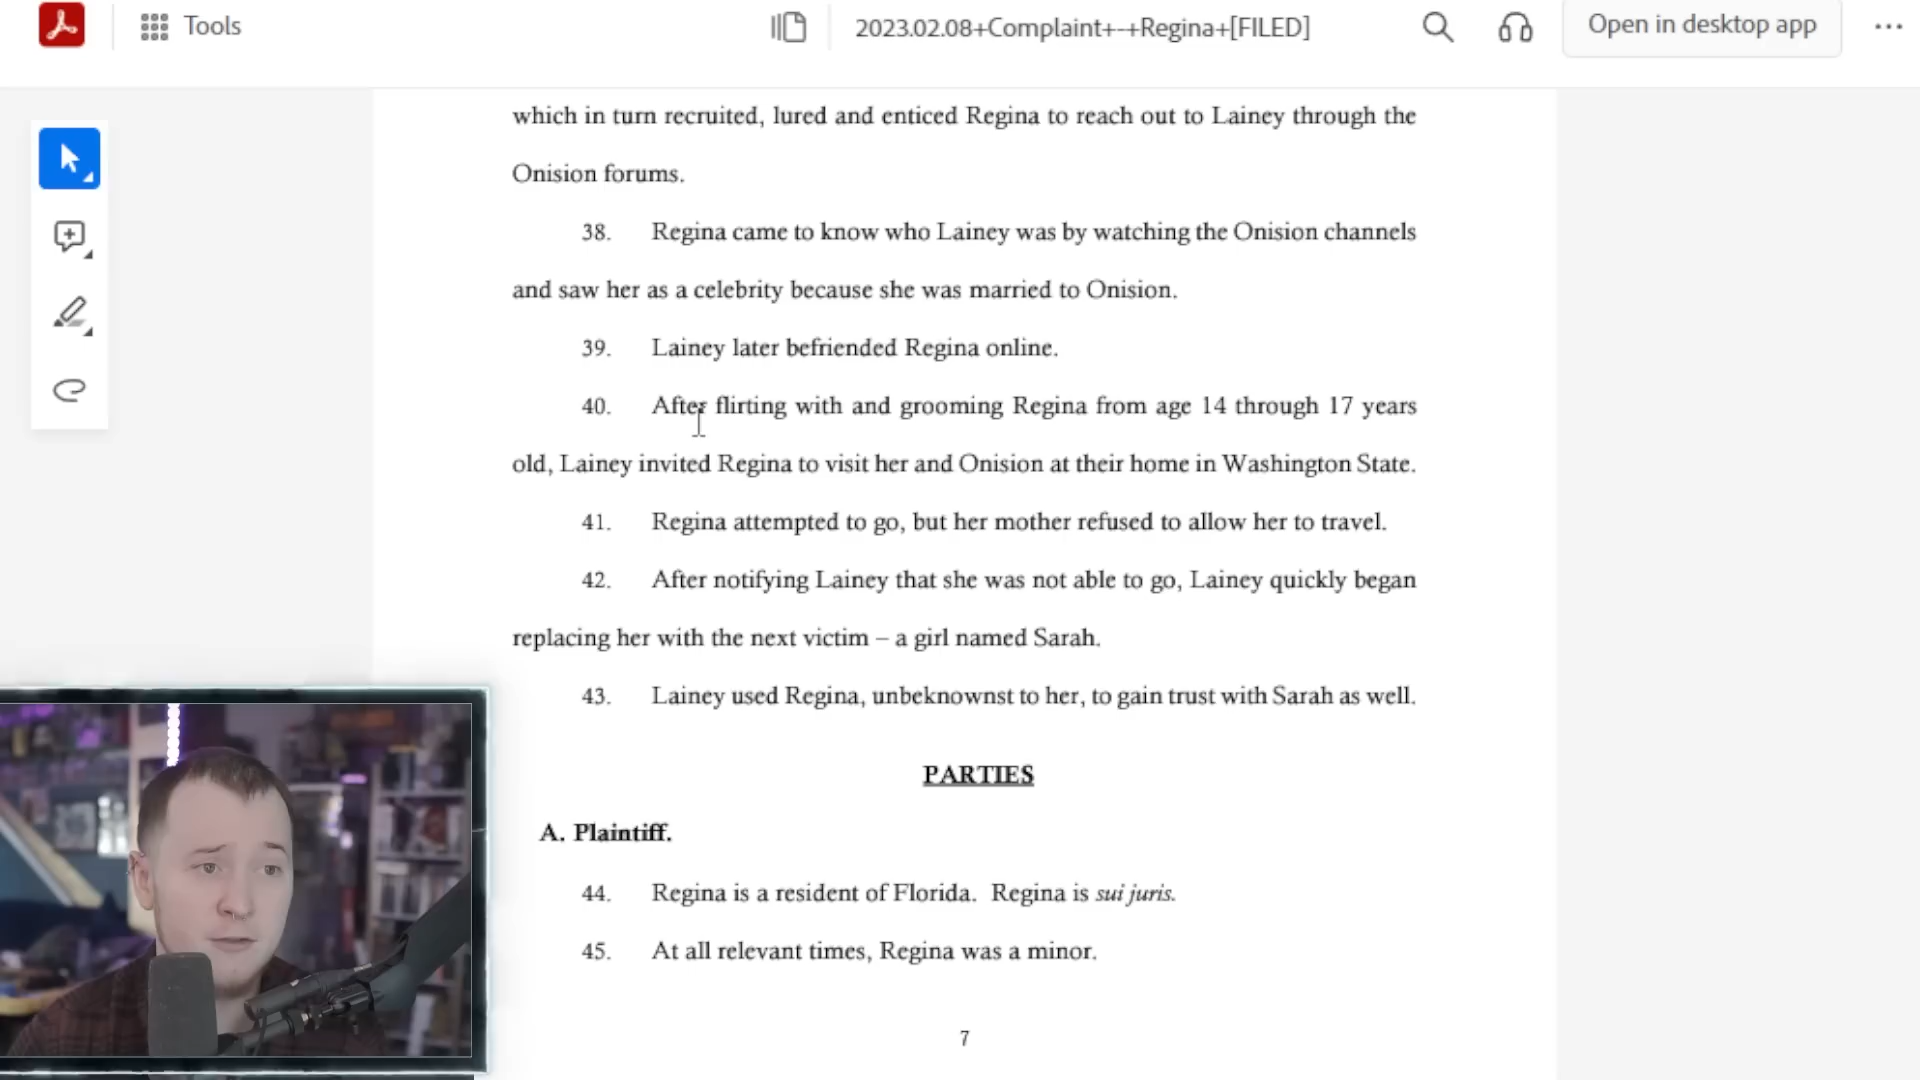 Tools
2023.02.08+Complaint+-+Regina+[FILED]
Open in desktop app
which in turn recruited, lured and enticed Regina to reach out to Lainey through the
Onision forums.
38. Regina came to know who Lainey was by watching the Onision channels
and saw her as a celebrity because she was married to Onision.
39. Lainey later befriended Regina online.
40. After flirting with and grooming Regina from age 14 through 17 years
old, Lainey invited Regina to visit her and Onision at their home in Washington State.
41. Regina attempted to go, but her mother refused to allow her to travel.
42. After notifying Lainey that she was not able to go, Lainey quickly began
replacing her with the next victim – a girl named Sarah.
43. Lainey used Regina, unbeknownst to her, to gain trust with Sarah as well.
PARTIES
A. Plaintiff.
44. Regina is a resident of Florida. Regina is sui juris.
45. At all relevant times, Regina was a minor.
7